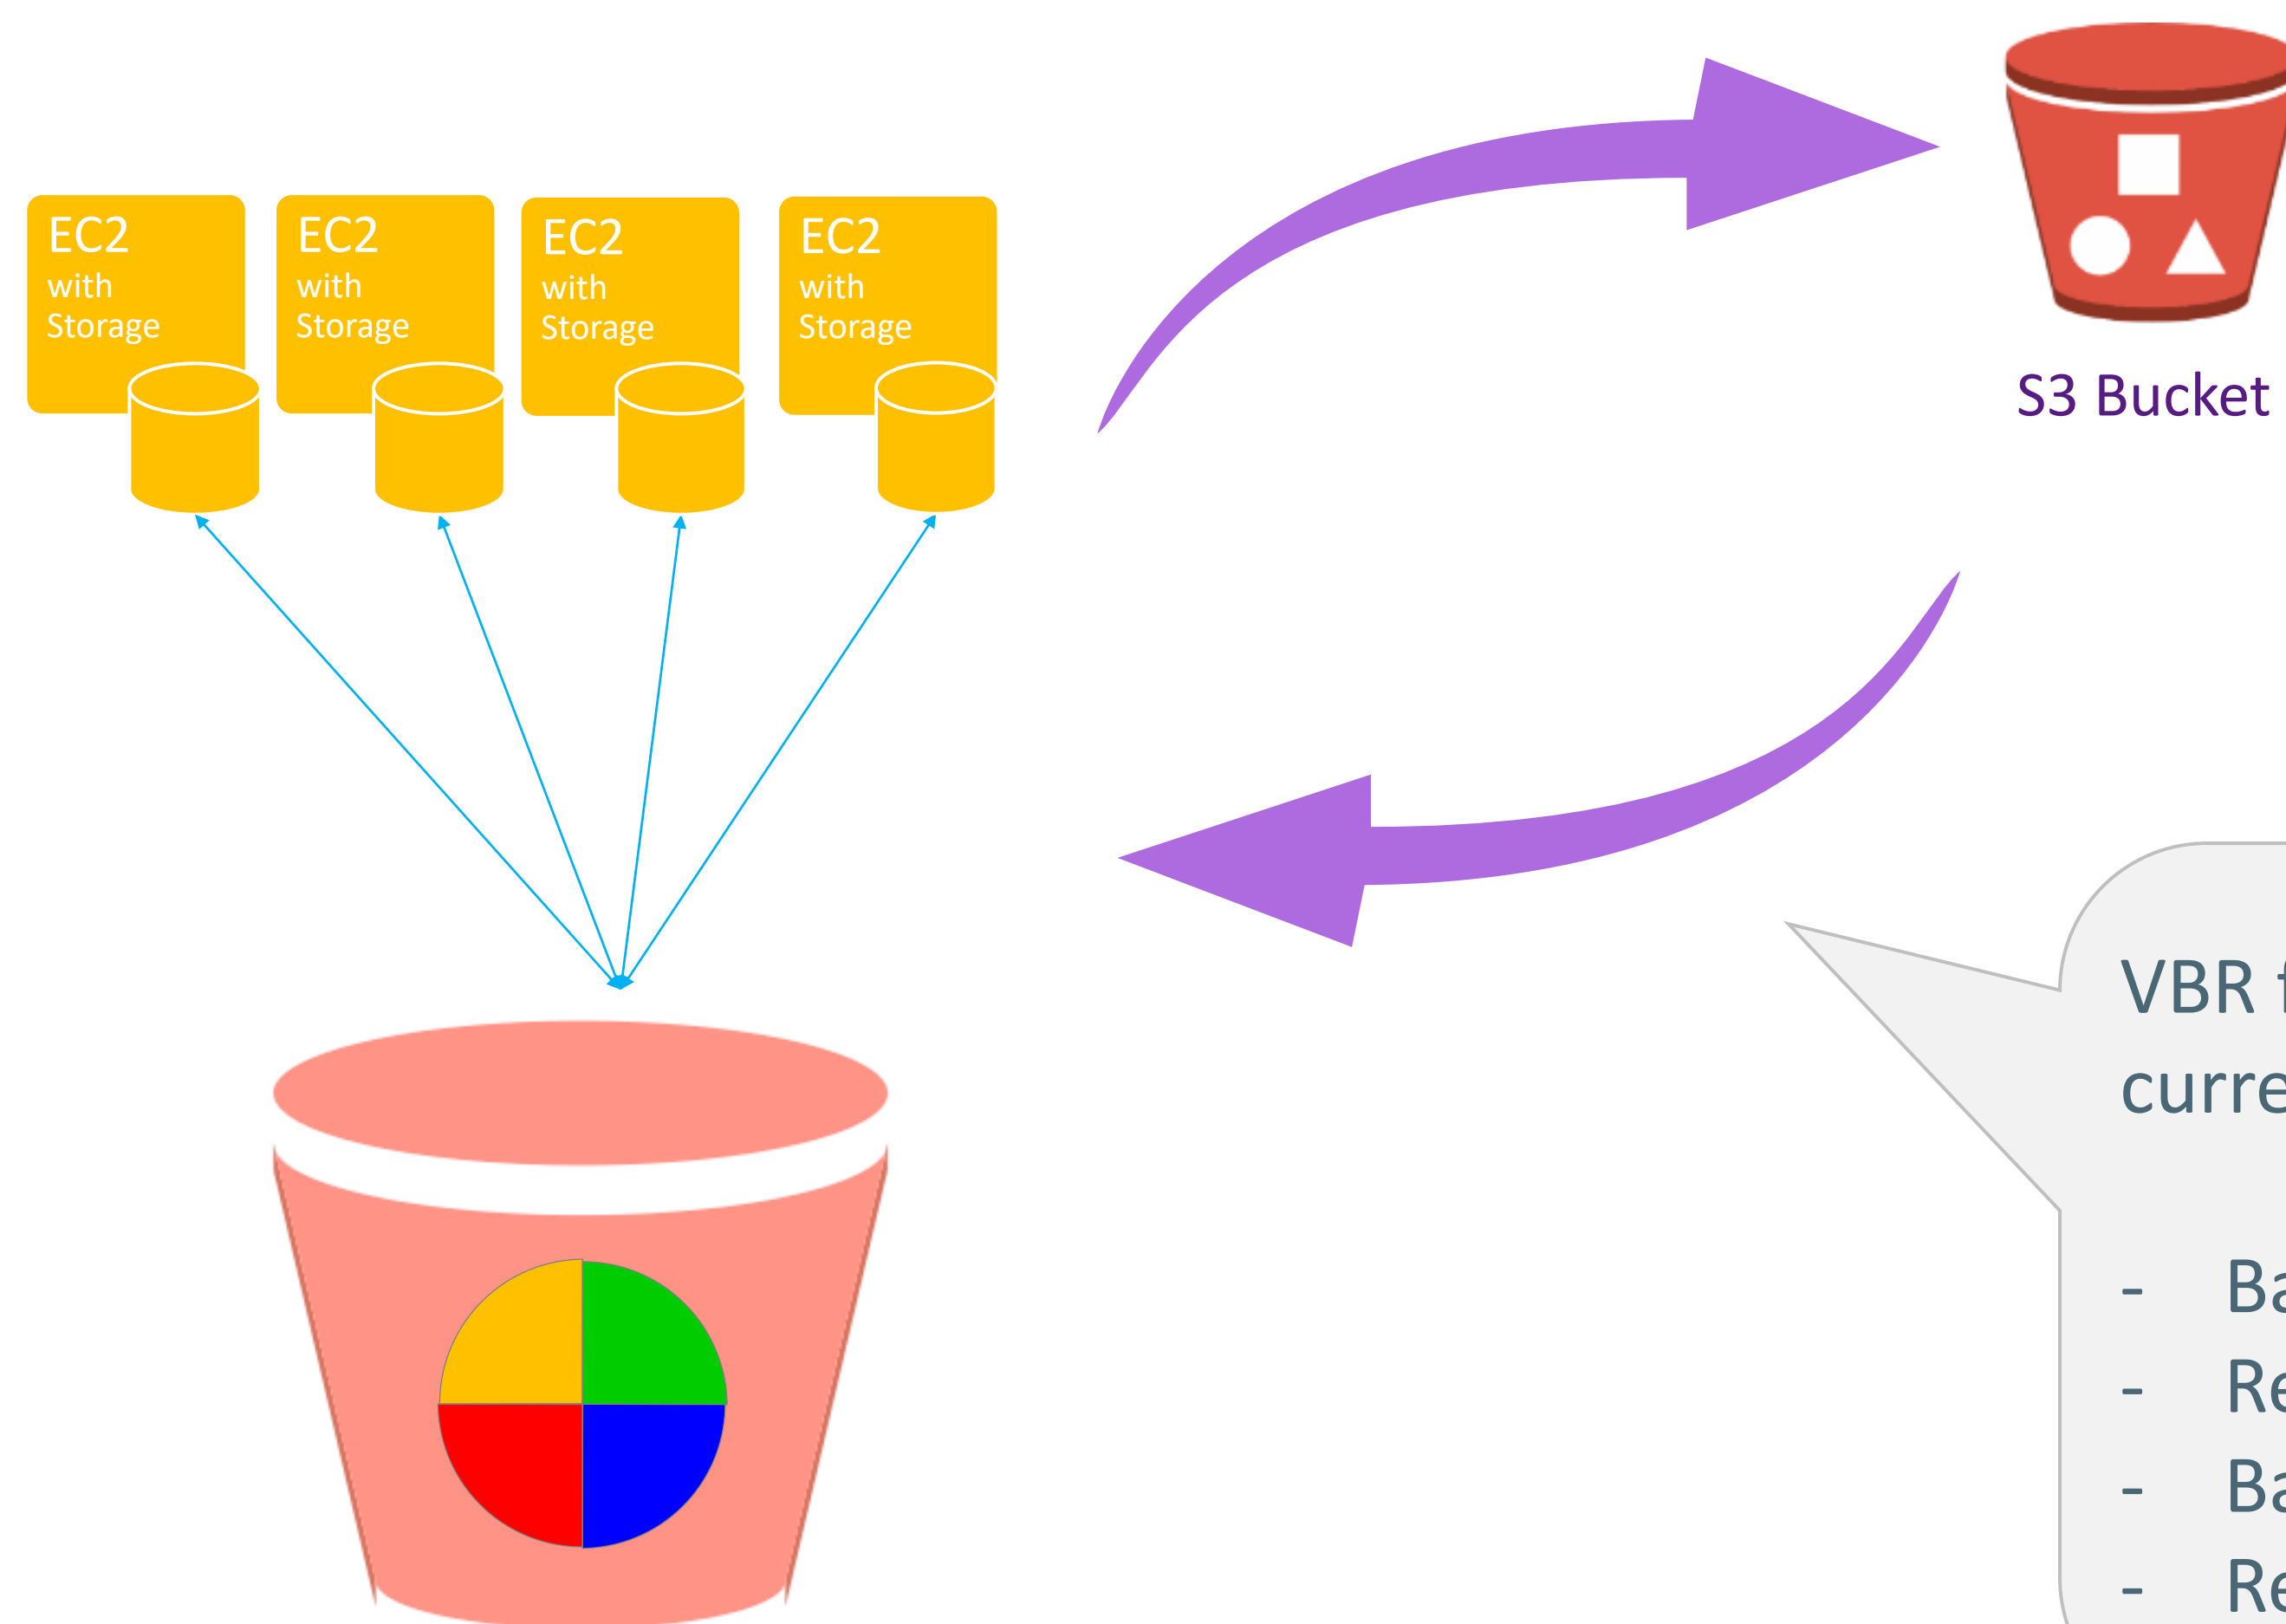 EC2
with
Storage
EC2
with
Storage
EC2
with
Storage
EC2
with
Storage
S3 Bucket
VBR
-
-
-
-